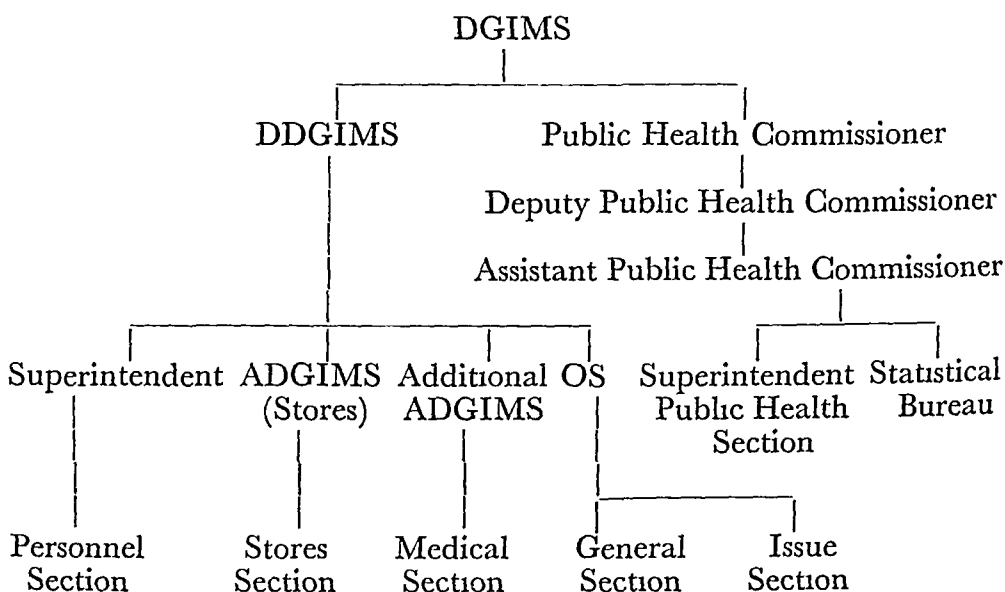 DGIMS
DDGIMS Public Health Commissioner
Deputy Public Health Commissioner
Assistant Public Health Commissioner
Superintendent ADGIMS Additional OS Superintendent Statistical
(Stores) ADGIMS Public Health Bureau
Section
Personnel Stores Medical General Issue
Section Section Section Section Section